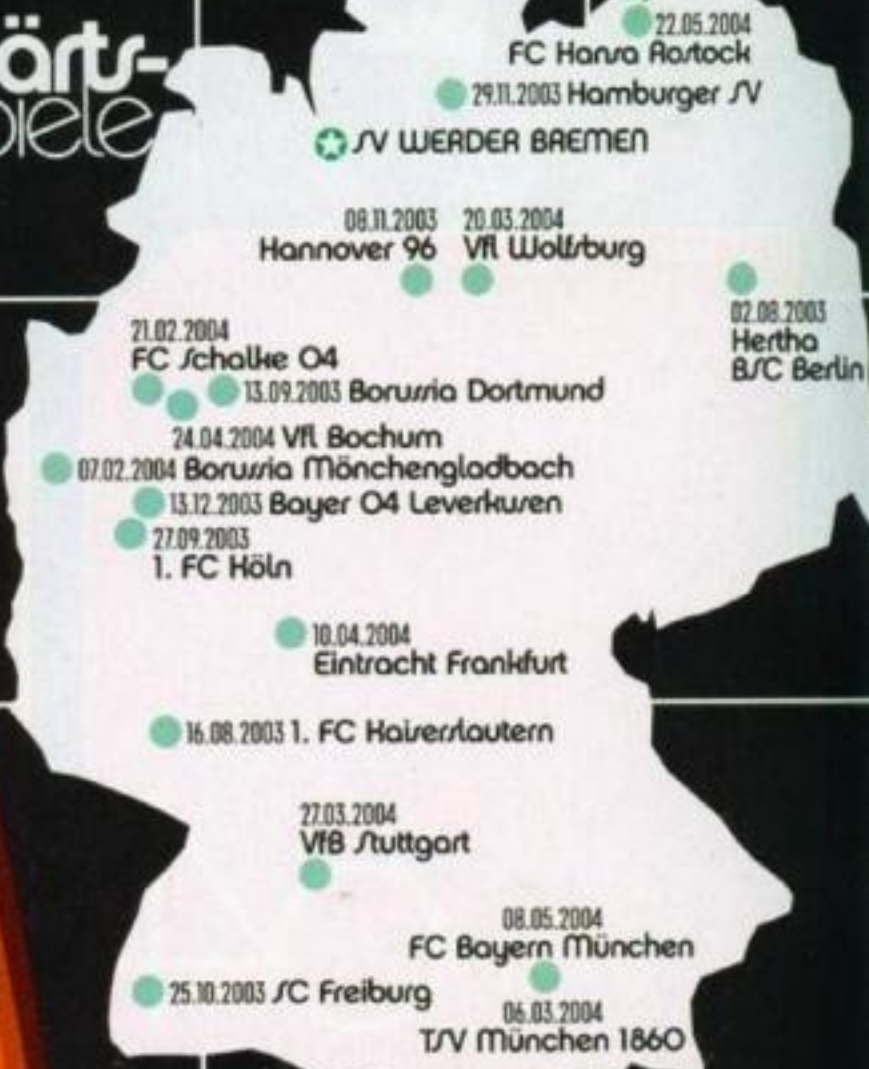 ärts-
piele
22.05.2004
FC Hansa Rostock
29.11.2003 Hamburger SV
SV WERDER BREMEN
08.11.2003
Hannover 96
20.03.2004
Vfl Wolfsburg
02.08.2003
Hertha
BSC Berlin
21.02.2004
FC Schalke 04
13.09.2003 Borussia Dortmund
24.04.2004 Vfl Bochum
07.02.2004 Borussia Mönchengladbach
13.12.2003 Bayer 04 Leverkusen
27.09.2003
1. FC Köln
10.04.2004
Eintracht Frankfurt
16.08.2003 1. FC Kaiserslautern
27.03.2004
VfB Stuttgart
08.05.2004
FC Bayern München
25.10.2003 SC Freiburg
06.03.2004
TSV München 1860